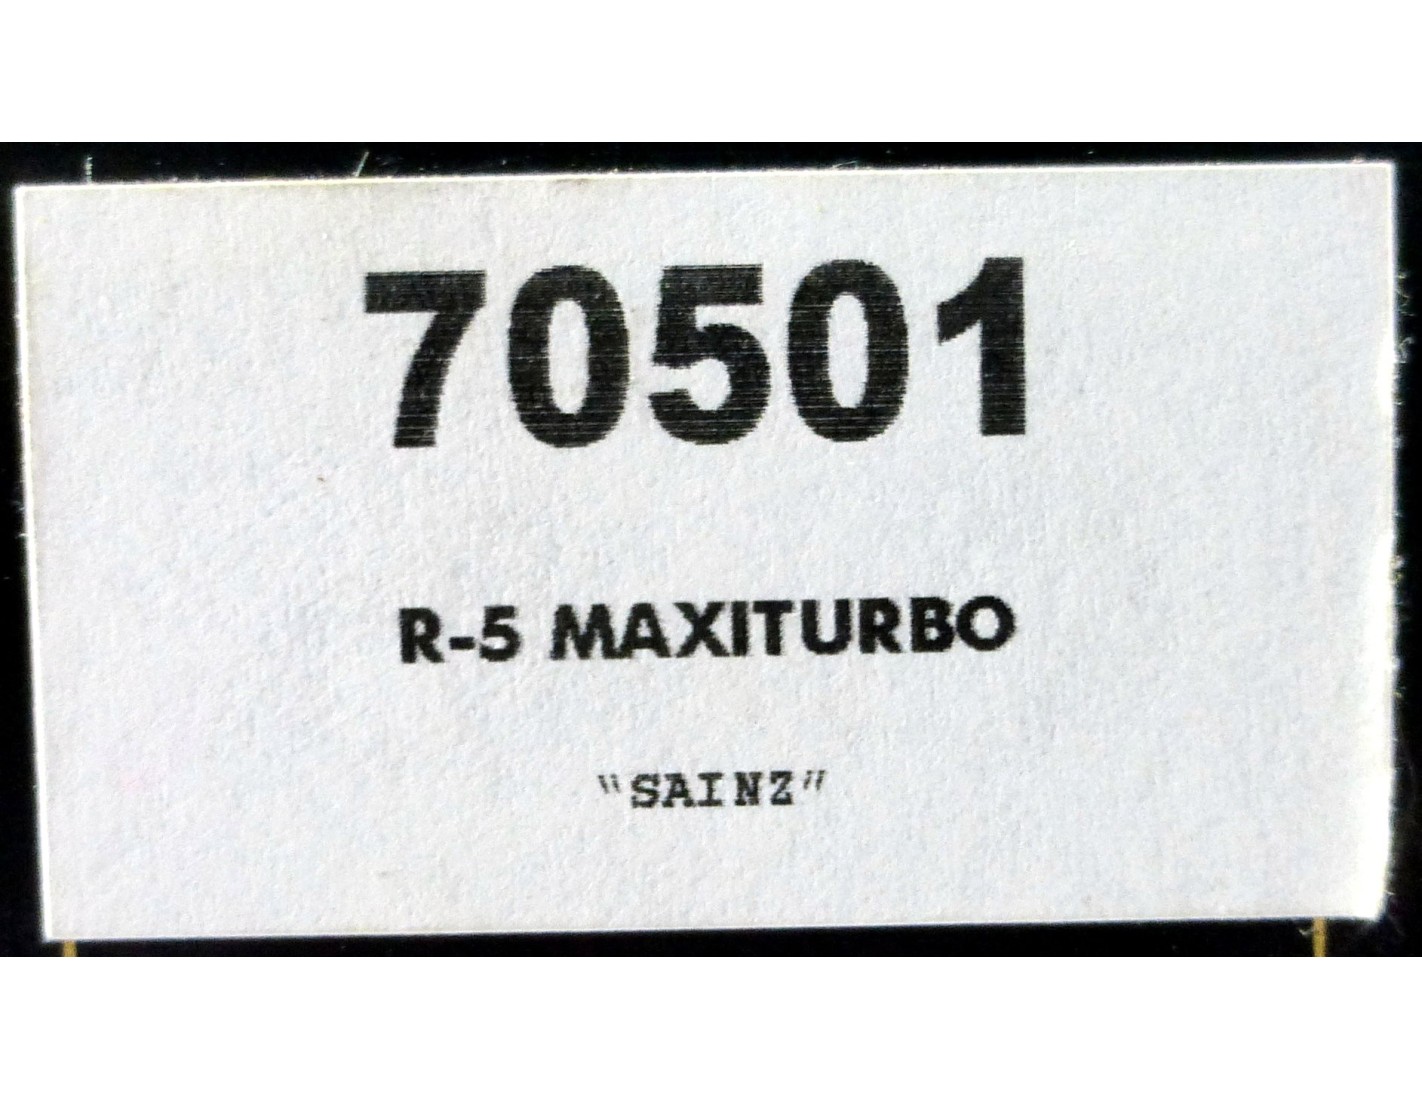 70501
R-5 MAXITURBO
"SAINZ"